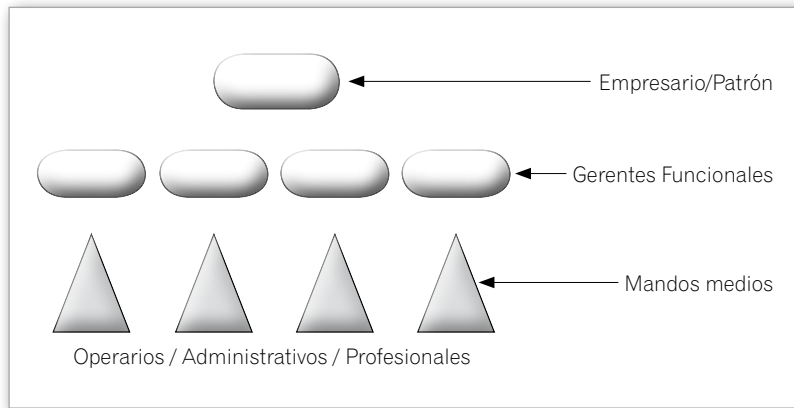 Empresario/Patrón
Gerentes Funcionales
Mandos medios
Operarios / Administrativos / Profesionales